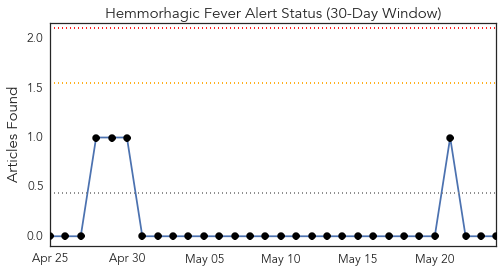 Hemmorhagic Fever Alert Status (30-Day Window)
Articles Found
2.0
1.5
1.0
0.5
0.0
Apr 25 Apr 30 May 05 May 10 May 15 May 20